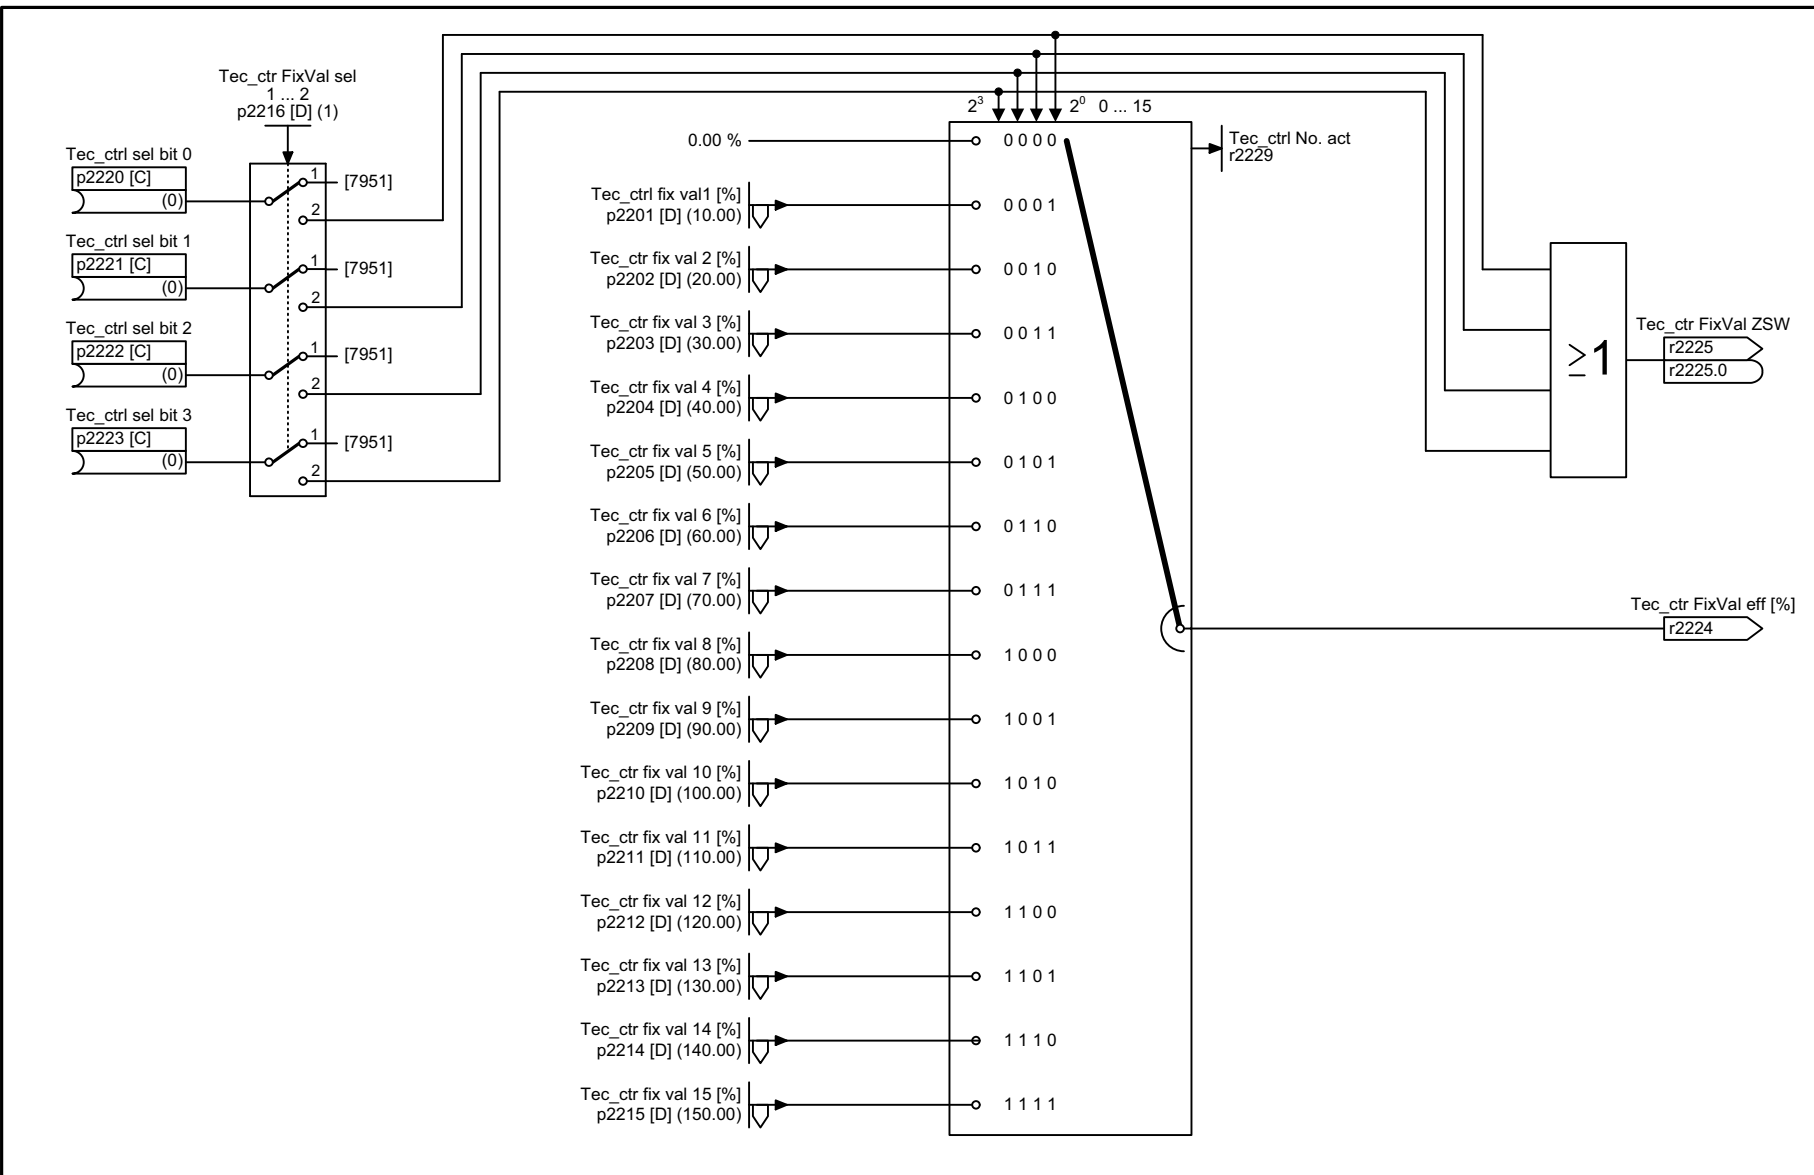 Tec_ctr FixVal sel
1 ... 2
p2216 [D] (1)
Tec_ctrl sel bit 0
p2220 [C]
(0)
1
[7951]
2
Tec_ctrl sel bit 1
p2221 [C]
(0)
1
[7951]
2
Tec_ctrl sel bit 2
p2222 [C]
(0)
1
[7951]
2
Tec_ctrl sel bit 3
p2223 [C]
(0)
1
[7951]
2
2³
2⁰ 0 ... 15
0.00 %
0 0 0 0
Tec_ctrl No. act
r2229
Tec_ctrl fix val1 [%]
p2201 [D] (10.00)
0 0 0 1
Tec_ctr fix val 2 [%]
p2202 [D] (20.00)
0 0 1 0
Tec_ctr fix val 3 [%]
p2203 [D] (30.00)
0 0 1 1
Tec_ctr fix val 4 [%]
p2204 [D] (40.00)
0 1 0 0
Tec_ctr fix val 5 [%]
p2205 [D] (50.00)
0 1 0 1
Tec_ctr fix val 6 [%]
p2206 [D] (60.00)
0 1 1 0
Tec_ctr fix val 7 [%]
p2207 [D] (70.00)
0 1 1 1
Tec_ctr fix val 8 [%]
p2208 [D] (80.00)
1 0 0 0
Tec_ctr fix val 9 [%]
p2209 [D] (90.00)
1 0 0 1
Tec_ctr fix val 10 [%]
p2210 [D] (100.00)
1 0 1 0
Tec_ctr fix val 11 [%]
p2211 [D] (110.00)
1 0 1 1
Tec_ctr fix val 12 [%]
p2212 [D] (120.00)
1 1 0 0
Tec_ctr fix val 13 [%]
p2213 [D] (130.00)
1 1 0 1
Tec_ctr fix val 14 [%]
p2214 [D] (140.00)
1 1 1 0
Tec_ctr fix val 15 [%]
p2215 [D] (150.00)
1 1 1 1
≥1
Tec_ctr FixVal ZSW
r2225
r2225.0
Tec_ctr FixVal eff [%]
r2224